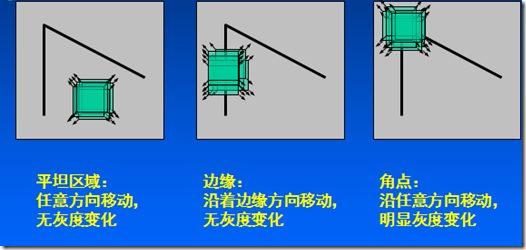 平坦区域：
任意方向移动，
无灰度变化
边缘：
沿着边缘方向移动，
无灰度变化
角点：
沿任意方向移动，
明显灰度变化